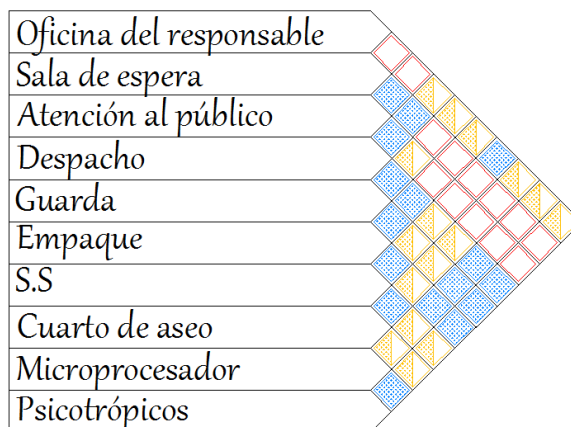 Oficina del responsable
Sala de espera
Atención al público
Despacho
Guarda
Empaque
S.S
Cuarto de aseo
Microprocesador
Psicotrópicos